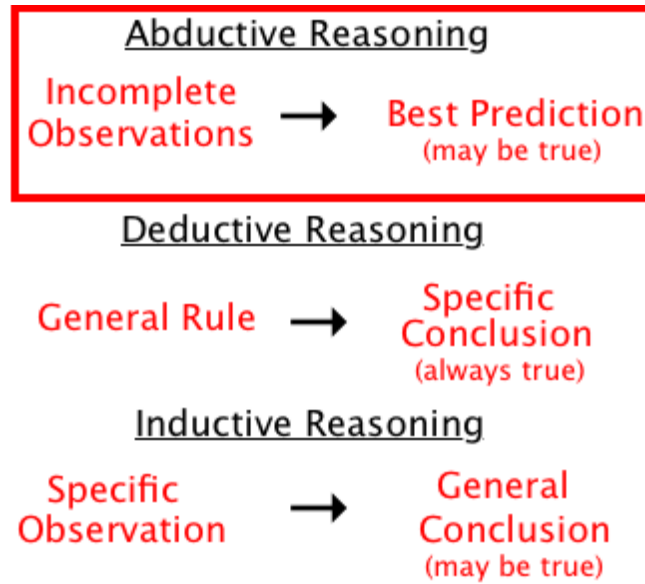 Abductive Reasoning
Incomplete
Observations → Best Prediction
(may be true)
Deductive Reasoning
General Rule → Specific
Conclusion
(always true)
Inductive Reasoning
Specific
Observation → General
Conclusion
(may be true)